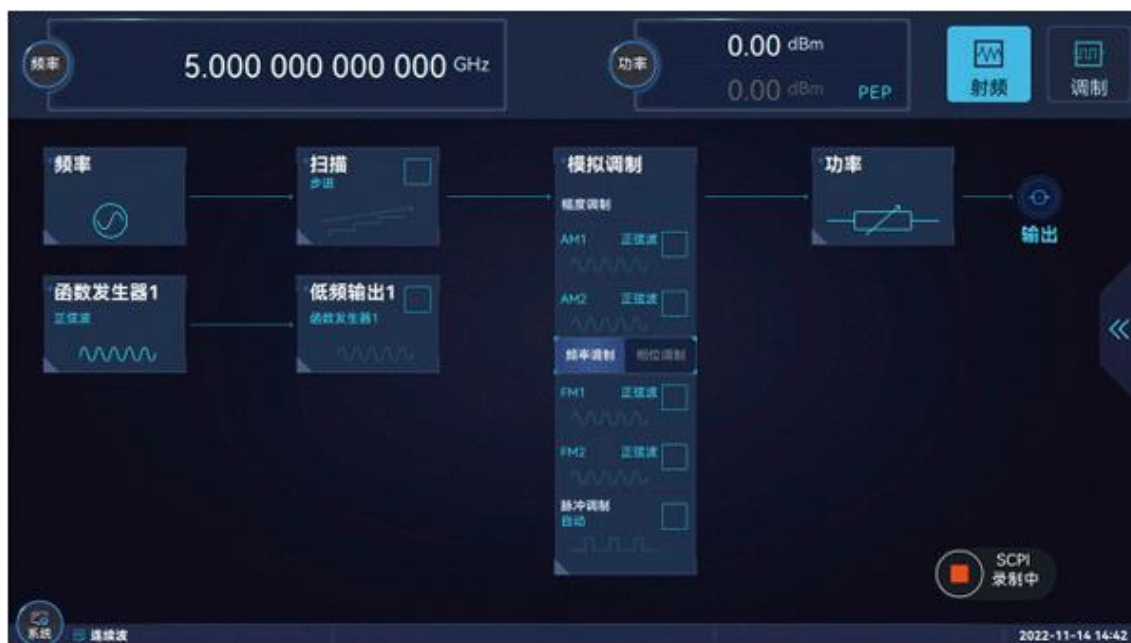 频率
5.000 000 000 000 GHz
功率
0.00 dBm
0.00 dBm PEP
射频
调制
频率
扫描
步进
模拟调制
幅度调制
AM1 正弦波
AM2 正弦波
频率调制 相位调制
FM1 正弦波
FM2 正弦波
脉冲调制
自动
功率
输出
函数发生器1
正弦波
低频输出1
函数发生器1
SCPI
录制中
系统
连续波
2022-11-14 14:42